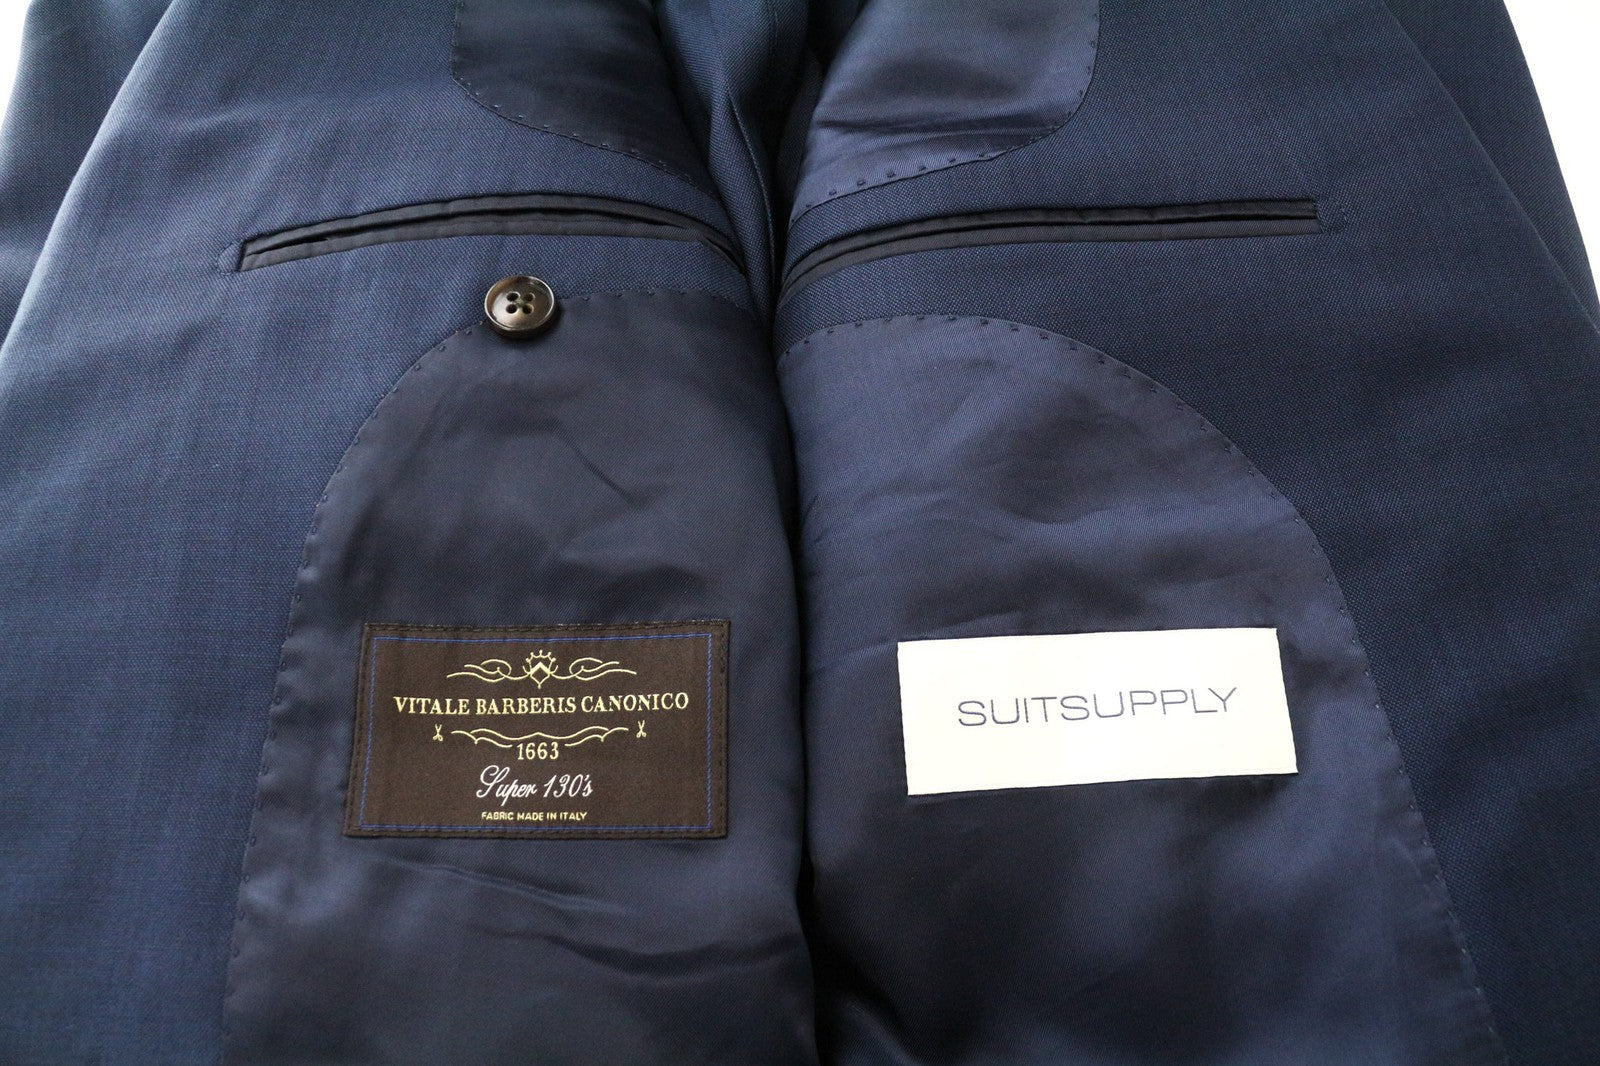 VITALE BARBERIS CANONICO
1663
Super 130's
FABRIC MADE IN ITALY
SUITSUPPLY